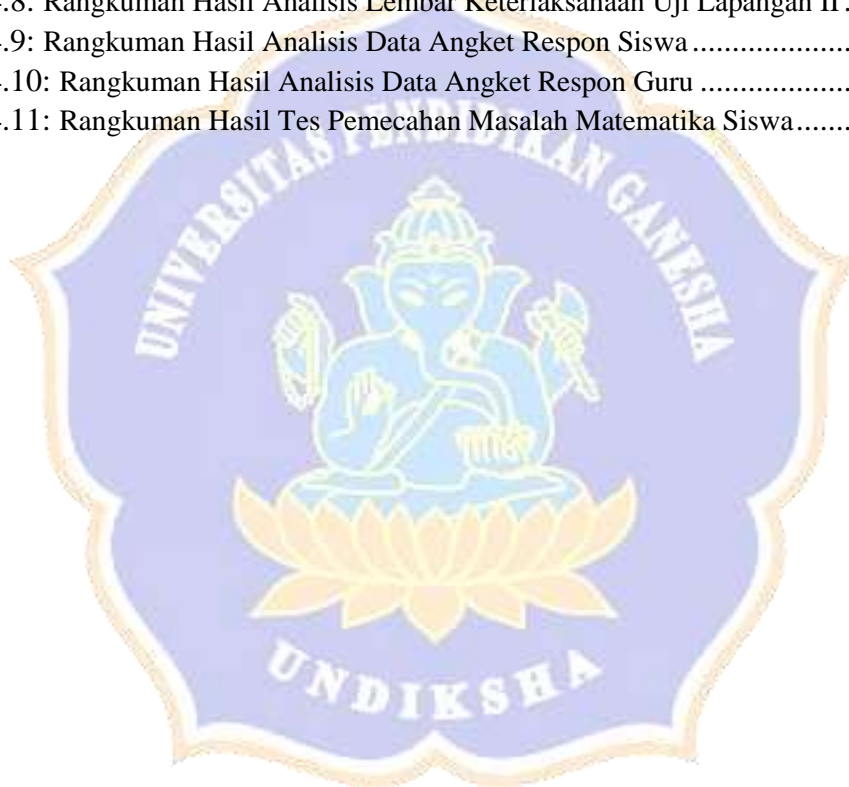 .8: Rangkuman Hasil Analisis Lembar Keterlaksanaan Uji Lapangan II .
.9: Rangkuman Hasil Analisis Data Angket Respon Siswa ....................
.10: Rangkuman Hasil Analisis Data Angket Respon Guru ...................
.11: Rangkuman Hasil Tes Pemecahan Masalah Matematika Siswa.......
UNIVERSITAS PENDIDIKAN GANESHA
UNDIKSHA